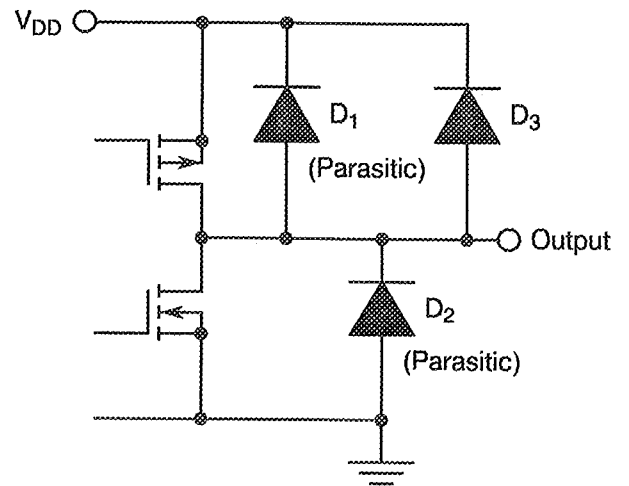 VDD
D1
(Parasitic)
D3
Output
D2
(Parasitic)